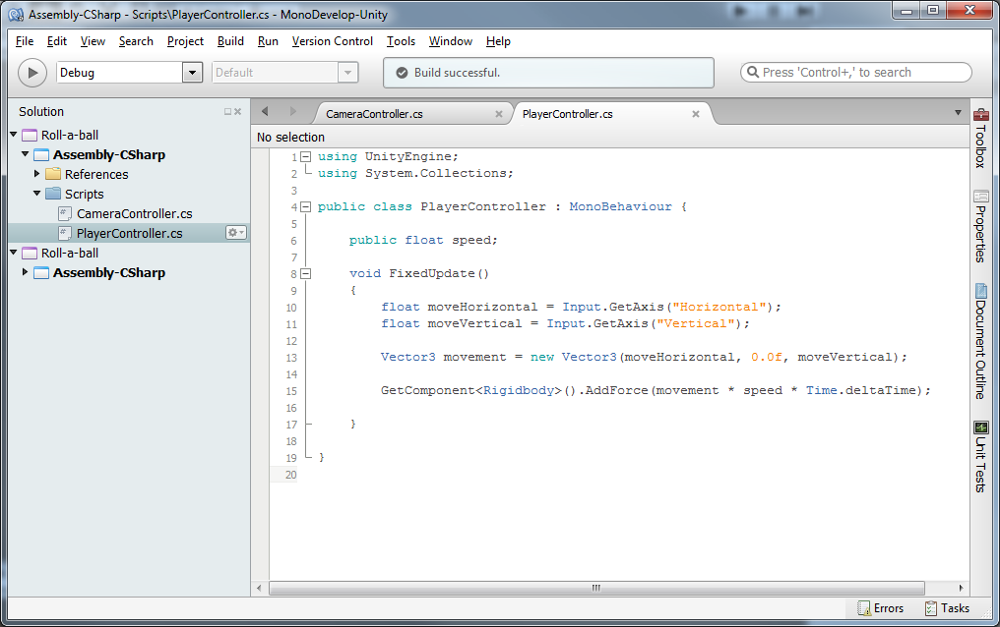 Assembly-CSharp - Scripts\PlayerController.cs - MonoDevelop-Unity
File Edit View Search Project Build Run Version Control Tools Window Help
Debug Default Build successful. Press 'Control+,' to search
Solution
Roll-a-ball
Assembly-CSharp
References
Scripts
CameraController.cs
PlayerController.cs
Roll-a-ball
Assembly-CSharp
CameraController.cs PlayerController.cs
No selection
1 using UnityEngine;
2 using System.Collections;
3
4 public class PlayerController : MonoBehaviour {
5
6 public float speed;
7
8 void FixedUpdate()
9 {
10 float moveHorizontal = Input.GetAxis("Horizontal");
11 float moveVertical = Input.GetAxis("Vertical");
12
13 Vector3 movement = new Vector3(moveHorizontal, 0.0f, moveVertical);
14
15 GetComponent<Rigidbody>().AddForce(movement * speed * Time.deltaTime);
16
17 }
18
19 }
20
Toolbox
Properties
Document Outline
Unit Tests
Errors Tasks